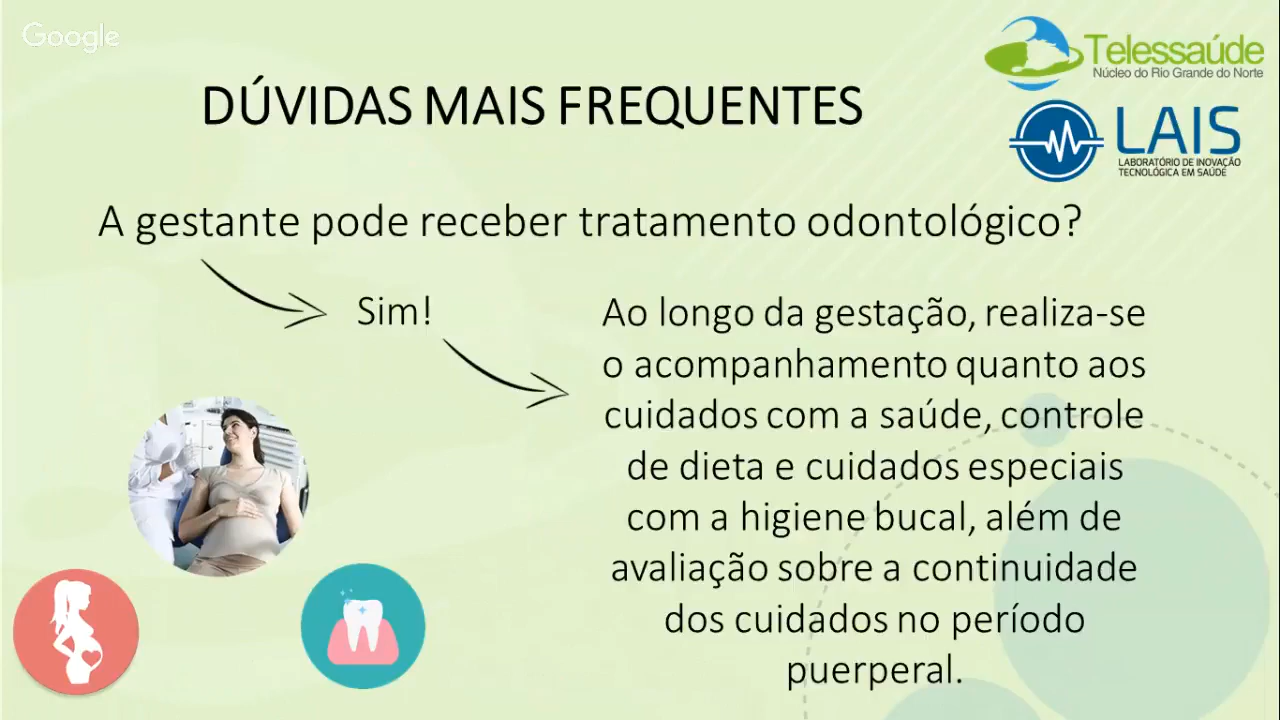 Google
Telessaúde
Núcleo do Rio Grande do Norte
DÚVIDAS MAIS FREQUENTES
LAIS
LABORATÓRIO DE INOVAÇÃO
TECNOLÓGICA EM SAÚDE
A gestante pode receber tratamento odontológico?
Sim!
Ao longo da gestação, realiza-se
o acompanhamento quanto aos
cuidados com a saúde, controle
de dieta e cuidados especiais
com a higiene bucal, além de
avaliação sobre a continuidade
dos cuidados no período
puerperal.